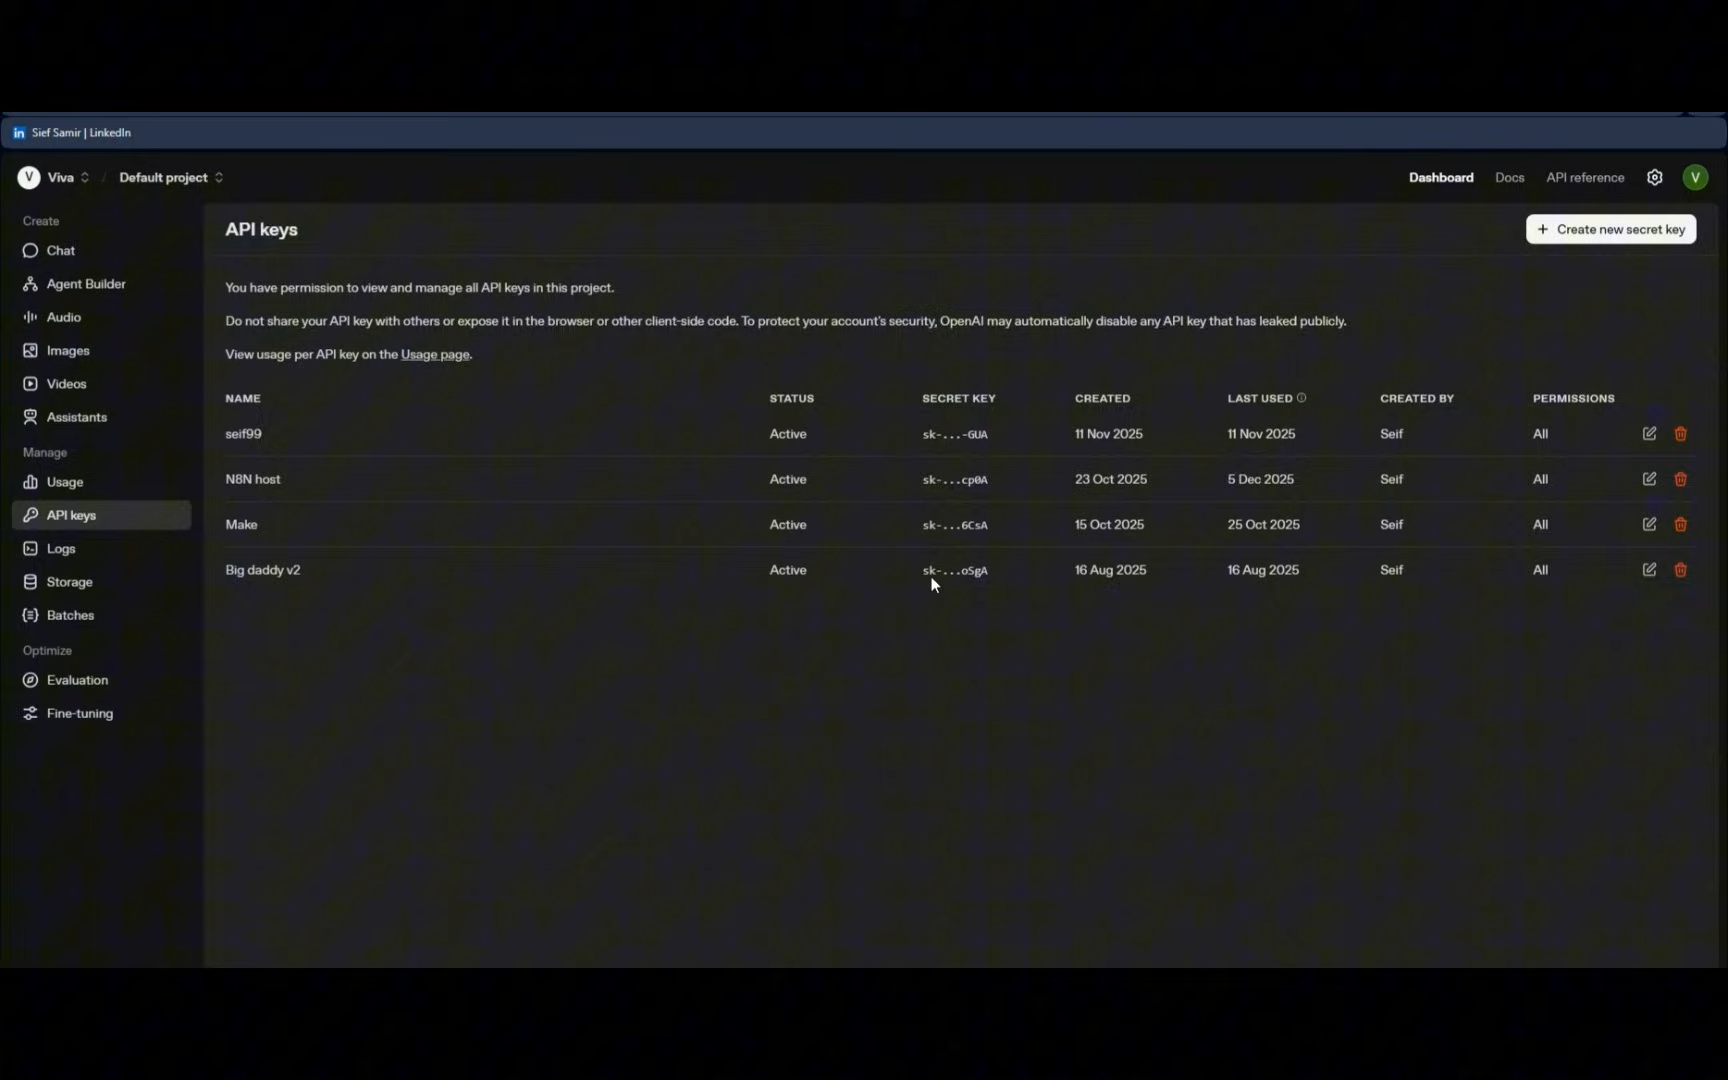 Sief Samir | LinkedIn
V Viva / Default project Dashboard Docs API reference V
Create
Chat
Agent Builder
Audio
Images
Videos
Assistants
Manage
Usage
API keys
Logs
Storage
Batches
Optimize
Evaluation
Fine-tuning
API keys
+ Create new secret key
You have permission to view and manage all API keys in this project.
Do not share your API key with others or expose it in the browser or other client-side code. To protect your account's security, OpenAI may automatically disable any API key that has leaked publicly.
View usage per API key on the Usage page.
NAME STATUS SECRET KEY CREATED LAST USED CREATED BY PERMISSIONS
seif99 Active sk-...-GUA 11 Nov 2025 11 Nov 2025 Seif All
N8N host Active sk-...cp0A 23 Oct 2025 5 Dec 2025 Seif All
Make Active sk-...6CsA 15 Oct 2025 25 Oct 2025 Seif All
Big daddy v2 Active sk-...oSgA 16 Aug 2025 16 Aug 2025 Seif All